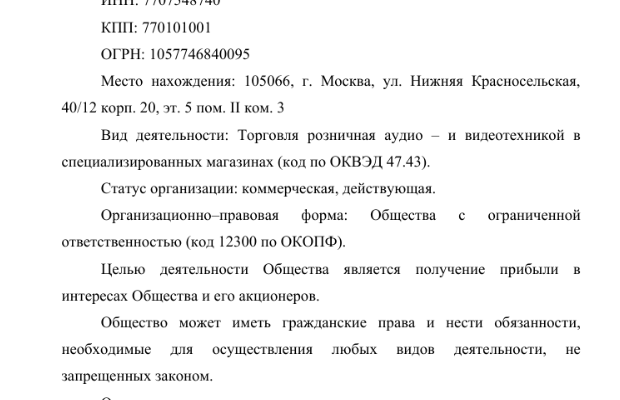 ИНН: 7707548740
КПП: 770101001
ОГРН: 1057746840095
Место нахождения: 105066, г. Москва, ул. Нижняя Красносельская,
40/12 корп. 20, эт. 5 пом. II ком. 3
Вид деятельности: Торговля розничная аудио – и видеотехникой в
специализированных магазинах (код по ОКВЭД 47.43).
Статус организации: коммерческая, действующая.
Организационно–правовая форма: Общества с ограниченной
ответственностью (код 12300 по ОКОПФ).
Целью деятельности Общества является получение прибыли в
интересах Общества и его акционеров.
Общество может иметь гражданские права и нести обязанности,
необходимые для осуществления любых видов деятельности, не
запрещенных законом.